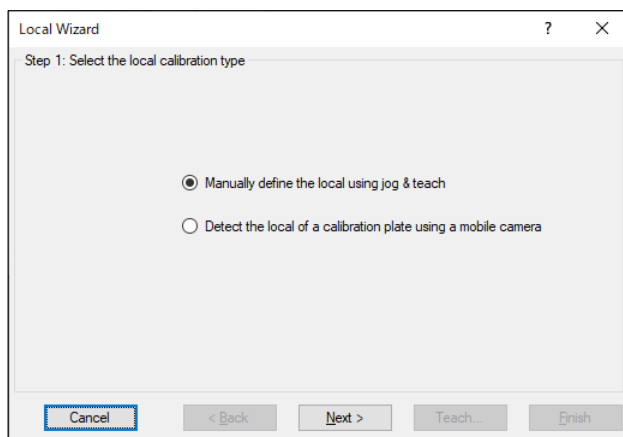 Local Wizard ? ✕
Step 1: Select the local calibration type
Manually define the local using jog & teach
Detect the local of a calibration plate using a mobile camera
Cancel < Back Next > Teach... Finish